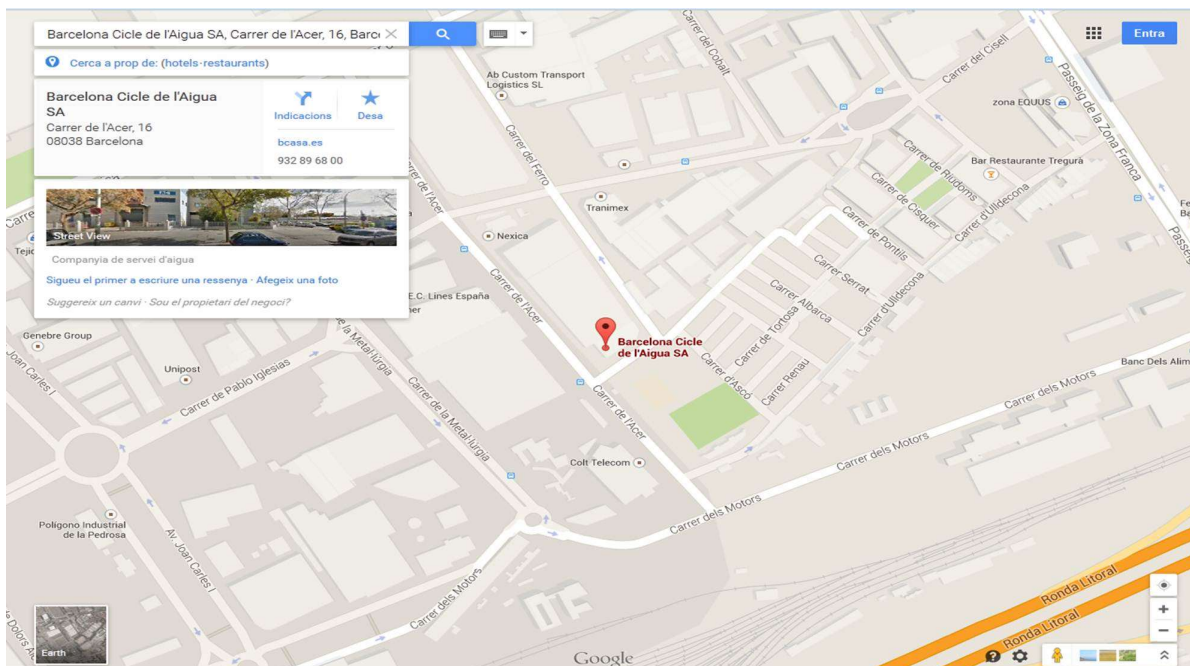 Barcelona Cicle de l'Aigua SA, Carrer de l'Acer, 16, Barc
Entra
Cerca a prop de: (hotels·restaurants)
Barcelona Cicle de l'Aigua
SA
Carrer de l'Acer, 16
08038 Barcelona
Indicacions
Desa
bcasa.es
932 89 68 00
Street View
Companyia de servei d'aigua
Sigueu el primer a escriure una ressenya · Afegeix una foto
Suggereix un canvi · Sou el propietari del negoci?
Ab Custom Transport
Logistics SL
Carrer del Cobalt
Carrer del Cisell
Passeig de la Zona Franca
zona EQUUS
Carrer del Ferro
Carrer de Riudoms
Bar Restaurante Tregurà
Carrer de Cisquer
Carrer d'Ulldecona
Carrer de l'Acer
Tranimex
Carrer de Pontils
Nexica
Carrer Serrat
Carrer de l'Acer
E.C. Lines España
Carrer Albarca
Carrer d'Ulldecona
Carrer de Tortosa
Genebre Group
Barcelona Cicle
de l'Aigua SA
Unipost
Carrer d'Ascó
Carrer Renau
Banc Dels Alim
Joan Carles I
Carrer de Pablo Iglesias
Carrer de la Metal·lúrgia
Carrer de la Metal·lúrgia
Carrer de l'Acer
Carrer dels Motors
Colt Telecom
Carrer dels Motors
Carrer dels Motors
Polígono Industrial
de la Pedrosa
Av. Joan Carles I
Carrer dels Motors
Ronda Litoral
Ronda Litoral
Earth
Google